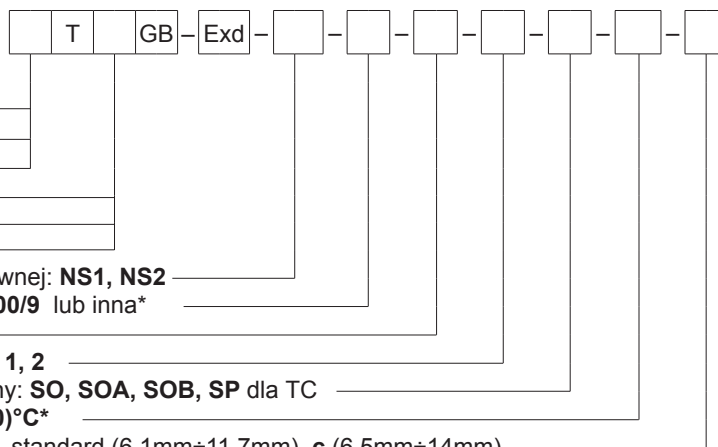 T GB – Exd – – – – – – –
wnej: NS1, NS2
00/9 lub inna*
1, 2
ny: SO, SOA, SOB, SP dla TC
0)°C*
standard (6,1mm÷11,7mm), c (6,5mm÷14mm)